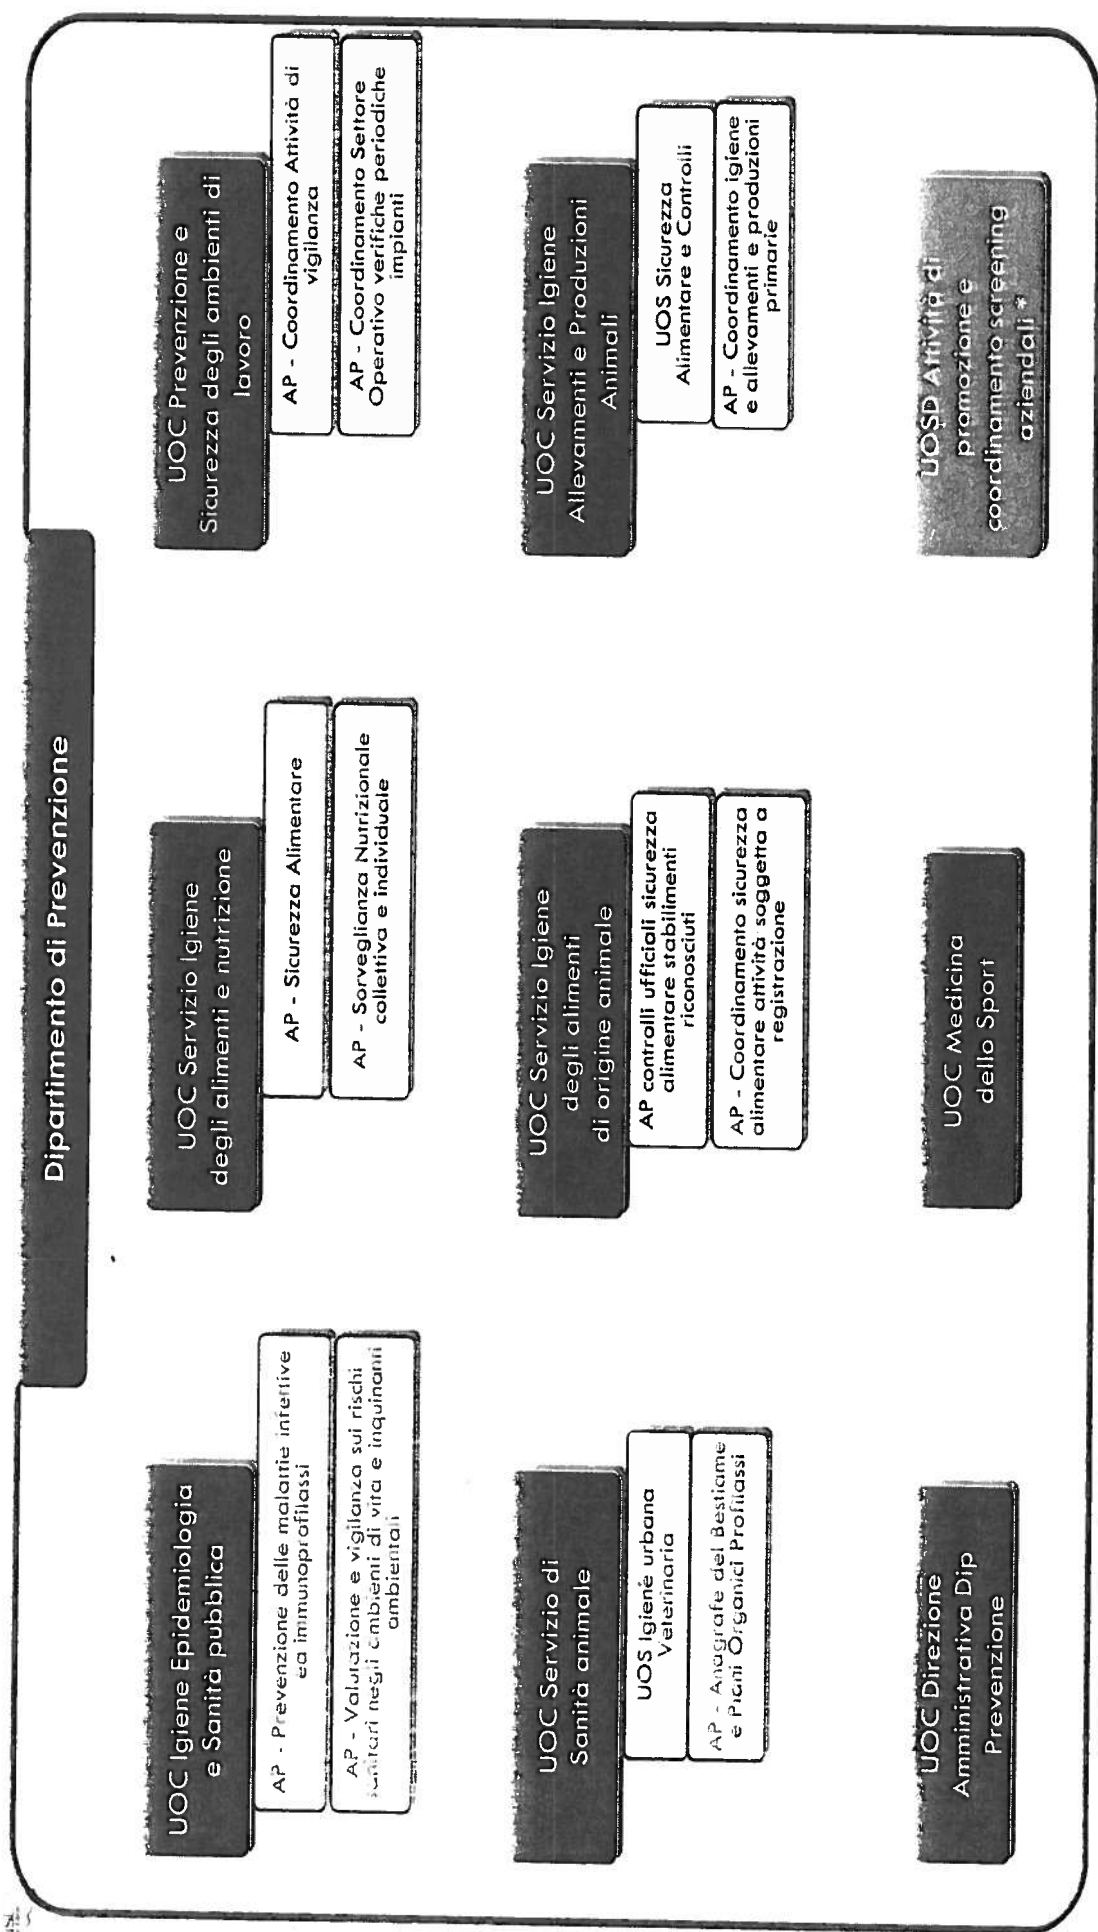 Dipartimento di Prevenzione
UOC Igiene Epidemiologia
e Sanità pubblica
AP - Prevenzione delle malattie infettive
ed immunoprofilassi
AP - Valutazione e vigilanza sui rischi
sanitari negli ambienti di vita e inquinanti
ambientali
UOC Servizio Igiene
degli alimenti e nutrizione
AP - Sicurezza Alimentare
AP - Sorveglianza Nutrizionale
collettiva e individuale
UOC Prevenzione e
Sicurezza degli ambienti di
lavoro
AP - Coordinamento Attività di
vigilanza
AP - Coordinamento Settore
Operativo verifiche periodiche
impianti
UOC Servizio di
Sanità animale
UOS Igiene urbana
Veterinaria
AP - Anagrafe del Bestiame
e Piani Organici Profilassi
UOC Servizio Igiene
degli alimenti
di origine animale
AP controlli ufficiali sicurezza
alimentare stabilimenti
riconosciuti
AP - Coordinamento sicurezza
alimentare attività soggetta a
registrazione
UOC Servizio Igiene
Allevamenti e Produzioni
Animali
UOS Sicurezza
Alimentare e Controlli
AP - Coordinamento igiene
e allevamenti e produzioni
primarie
UOC Direzione
Amministrativa Dip
Prevenzione
UOC Medicina
dello Sport
UOSD Attività di
promozione e
coordinamento screening
aziendali *